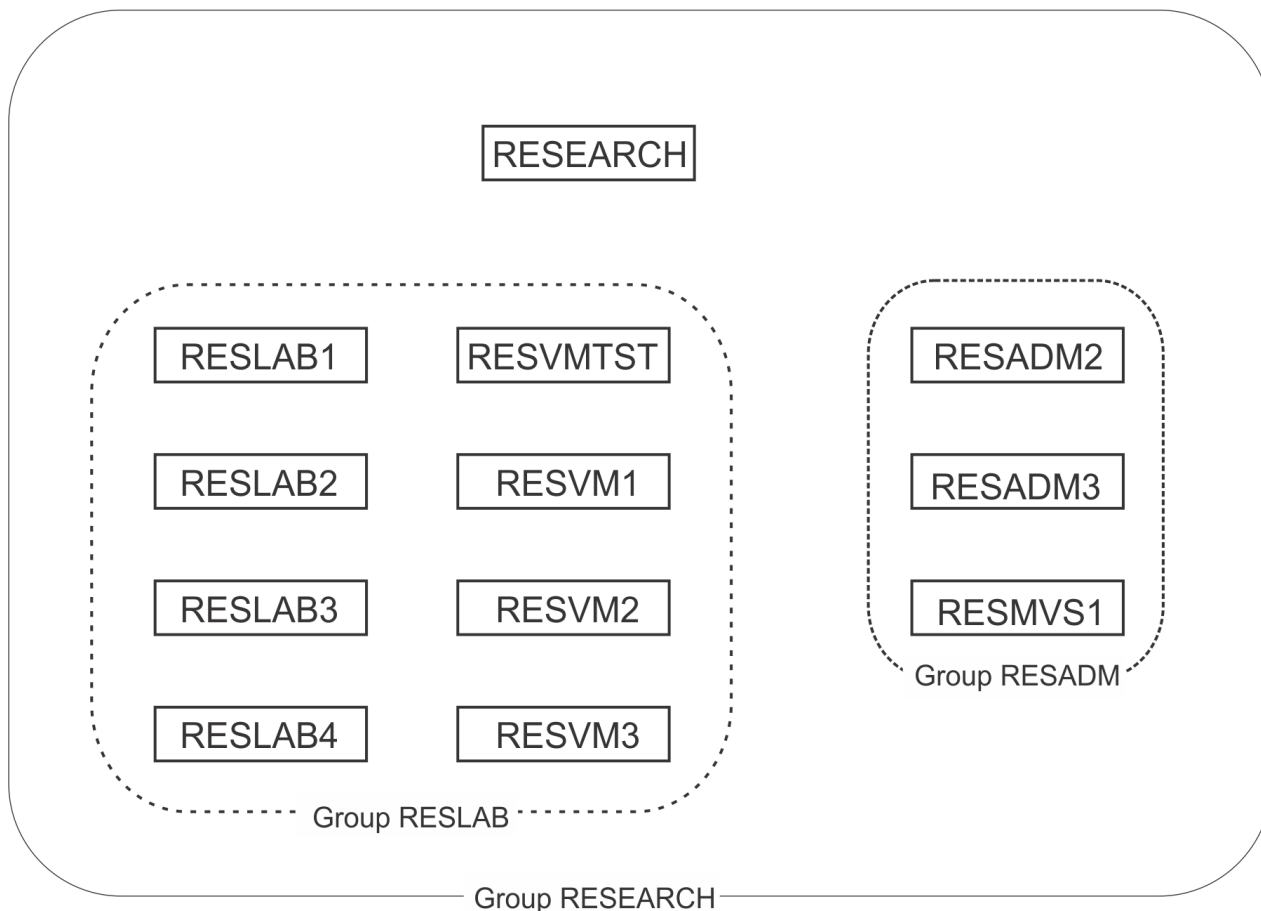 RESEARCH
RESLAB1
RESVMTST
RESADM2
RESLAB2
RESVM1
RESADM3
RESLAB3
RESVM2
RESMVS1
Group RESADM
RESLAB4
RESVM3
Group RESLAB
Group RESEARCH